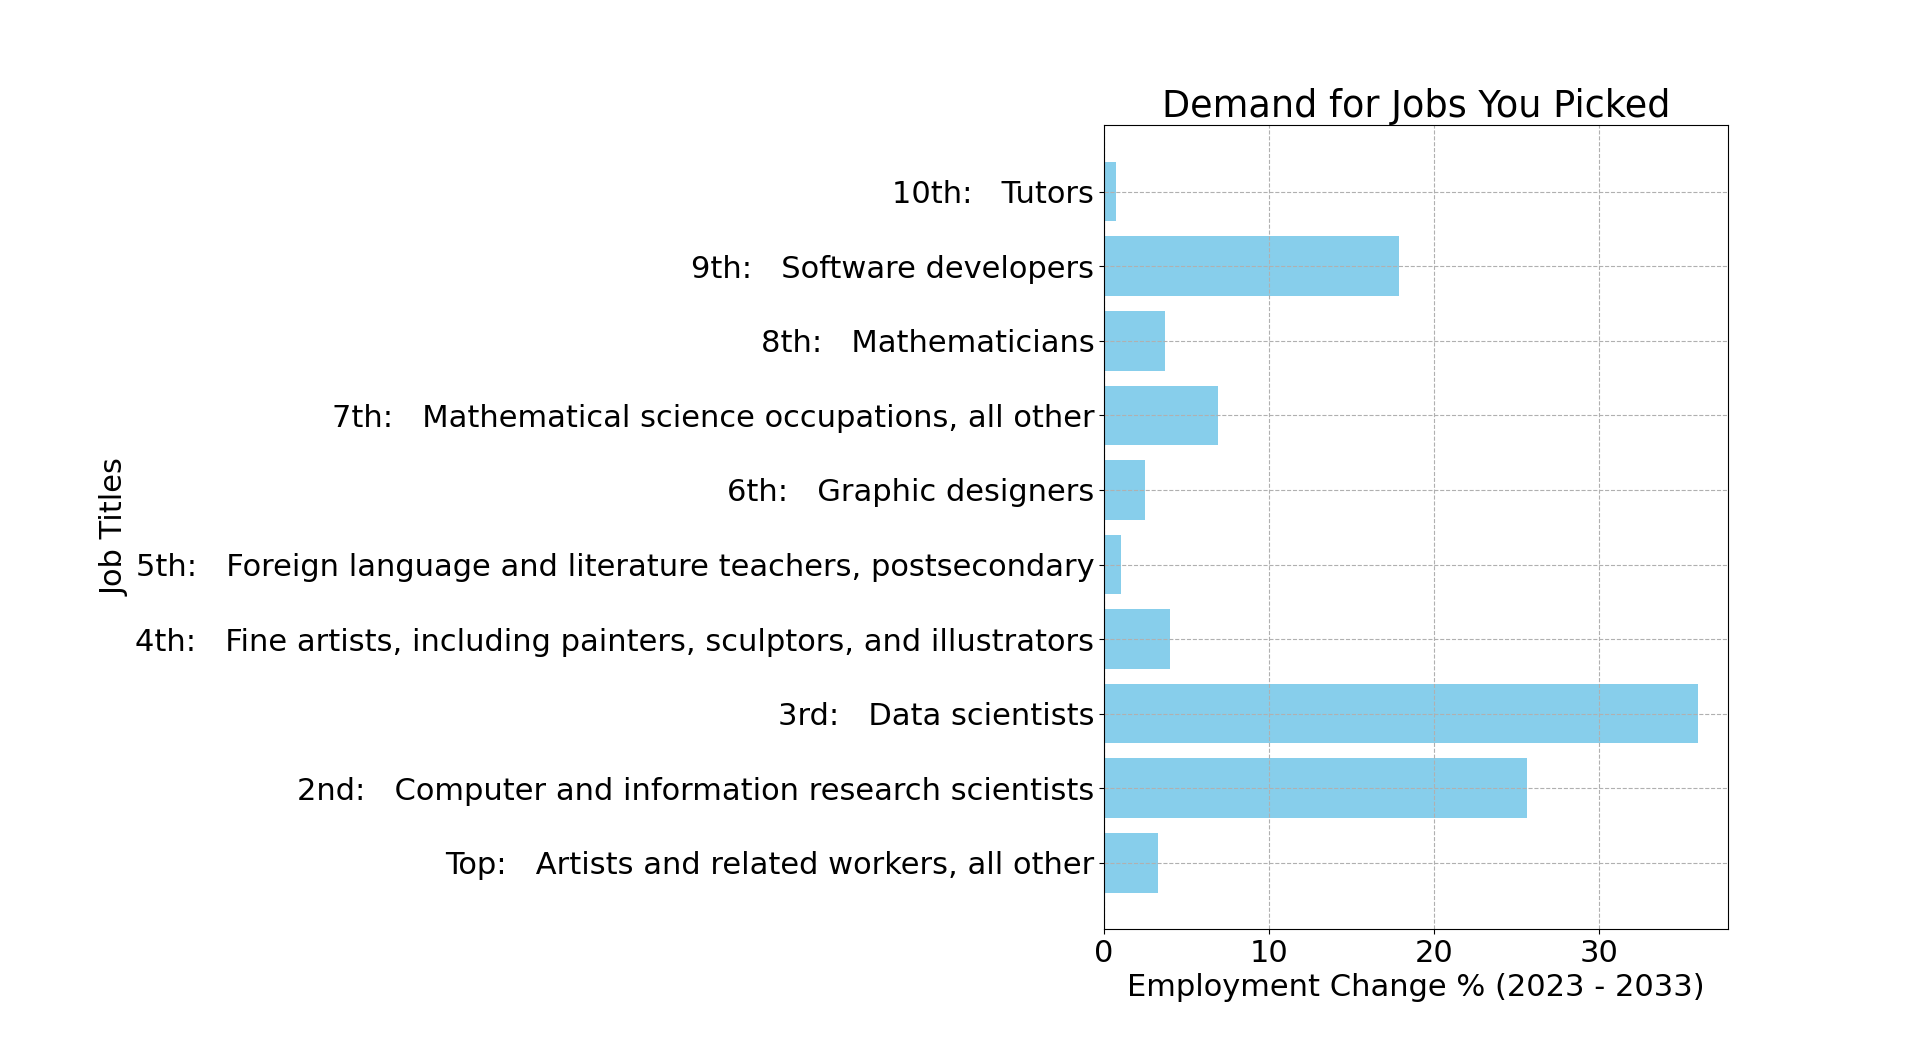 Demand for Jobs You Picked
10th:   Tutors
9th:   Software developers
8th:   Mathematicians
7th:   Mathematical science occupations, all other
6th:   Graphic designers
5th:   Foreign language and literature teachers, postsecondary
4th:   Fine artists, including painters, sculptors, and illustrators
3rd:   Data scientists
2nd:   Computer and information research scientists
Top:   Artists and related workers, all other
Job Titles
0 10 20 30
Employment Change % (2023 - 2033)